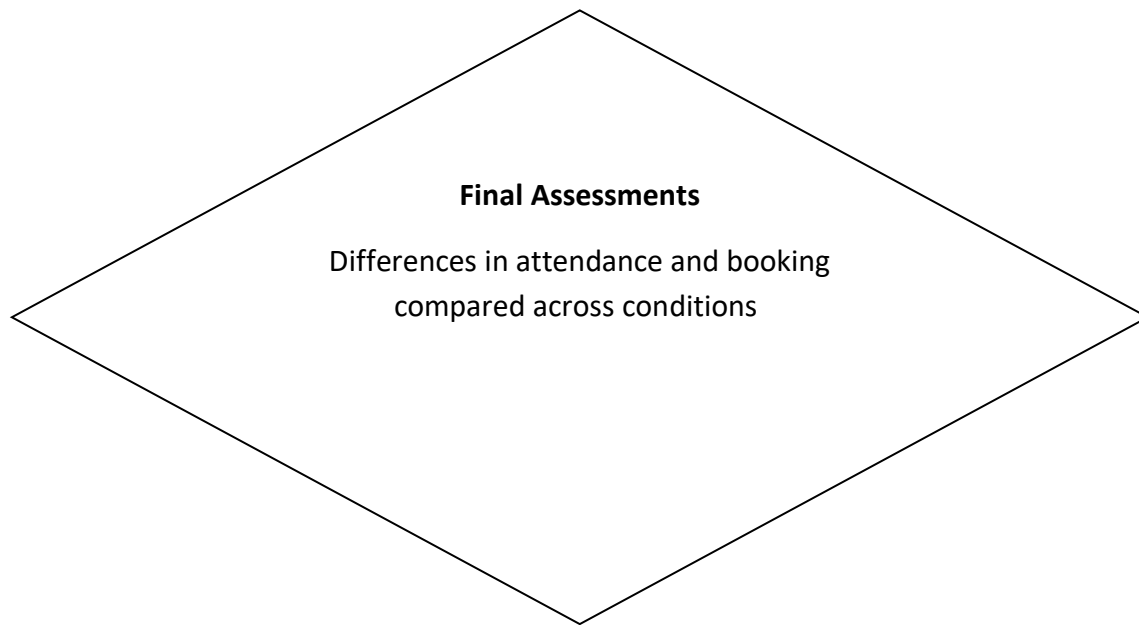 Final Assessments
Differences in attendance and booking
compared across conditions